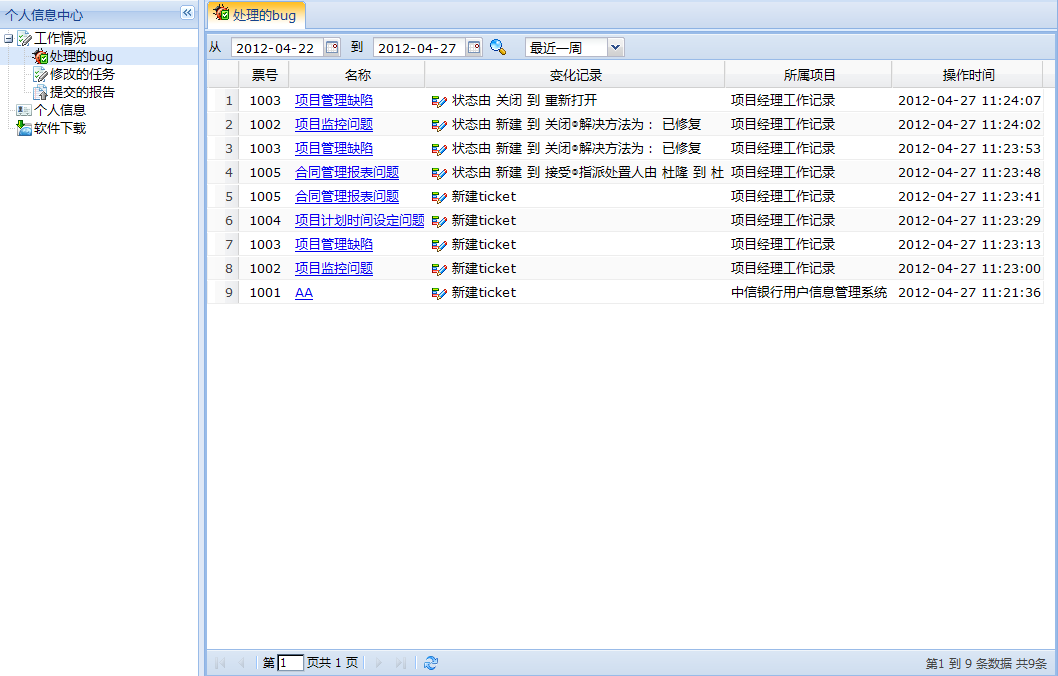 个人信息中心
工作情况
处理的bug
修改的任务
提交的报告
个人信息
软件下载
处理的bug
从 2012-04-22 到 2012-04-27 最近一周
票号 名称 变化记录 所属项目 操作时间
1 1003 项目管理缺陷 状态由 关闭 到 重新打开 项目经理工作记录 2012-04-27 11:24:07
2 1002 项目监控问题 状态由 新建 到 关闭⊙解决方法为： 已修复 项目经理工作记录 2012-04-27 11:24:02
3 1003 项目管理缺陷 状态由 新建 到 关闭⊙解决方法为： 已修复 项目经理工作记录 2012-04-27 11:23:53
4 1005 合同管理报表问题 状态由 新建 到 接受⊙指派处置人由 杜隆 到 杜 项目经理工作记录 2012-04-27 11:23:48
5 1005 合同管理报表问题 新建ticket 项目经理工作记录 2012-04-27 11:23:41
6 1004 项目计划时间设定问题 新建ticket 项目经理工作记录 2012-04-27 11:23:29
7 1003 项目管理缺陷 新建ticket 项目经理工作记录 2012-04-27 11:23:13
8 1002 项目监控问题 新建ticket 项目经理工作记录 2012-04-27 11:23:00
9 1001 AA 新建ticket 中信银行用户信息管理系统 2012-04-27 11:21:36
第 1 页共 1 页 第1 到 9 条数据 共9条